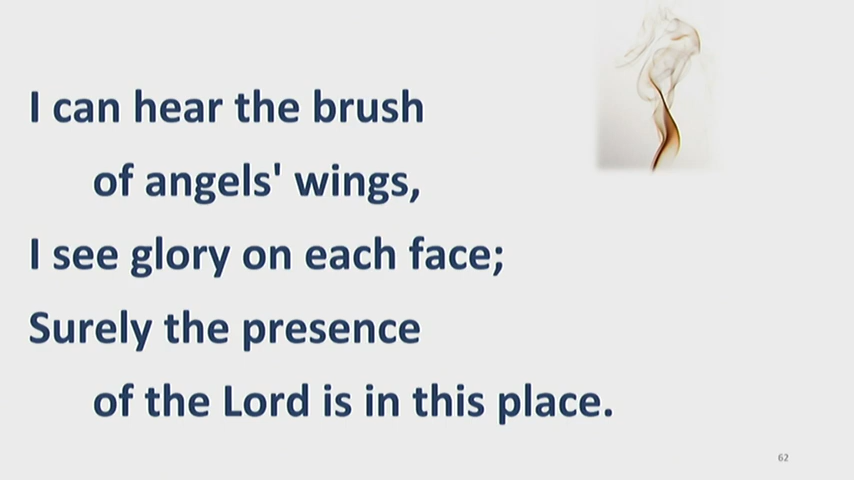 I can hear the brush
of angels' wings,
I see glory on each face;
Surely the presence
of the Lord is in this place.
62